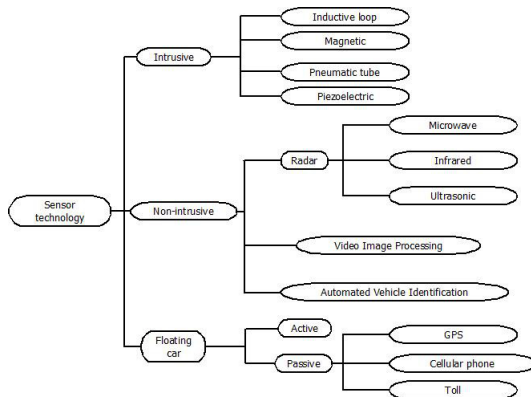 Inductive loop
Magnetic
Intrusive
Pneumatic tube
Piezoelectric
Microwave
Radar
Infrared
Ultrasonic
Sensor
technology
Non-intrusive
Video Image Processing
Automated Vehicle Identification
Floating
car
Active
Passive
GPS
Cellular phone
Toll